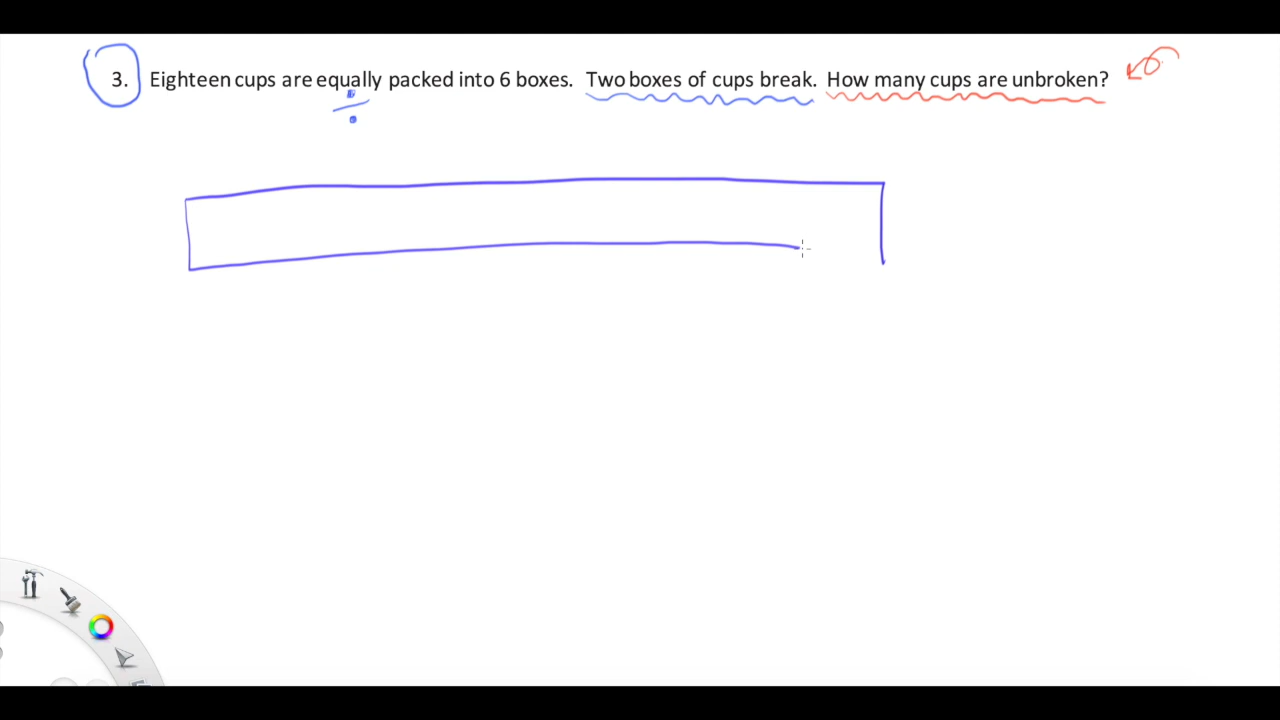 3. Eighteen cups are equally packed into 6 boxes. Two boxes of cups break. How many cups are unbroken?
÷